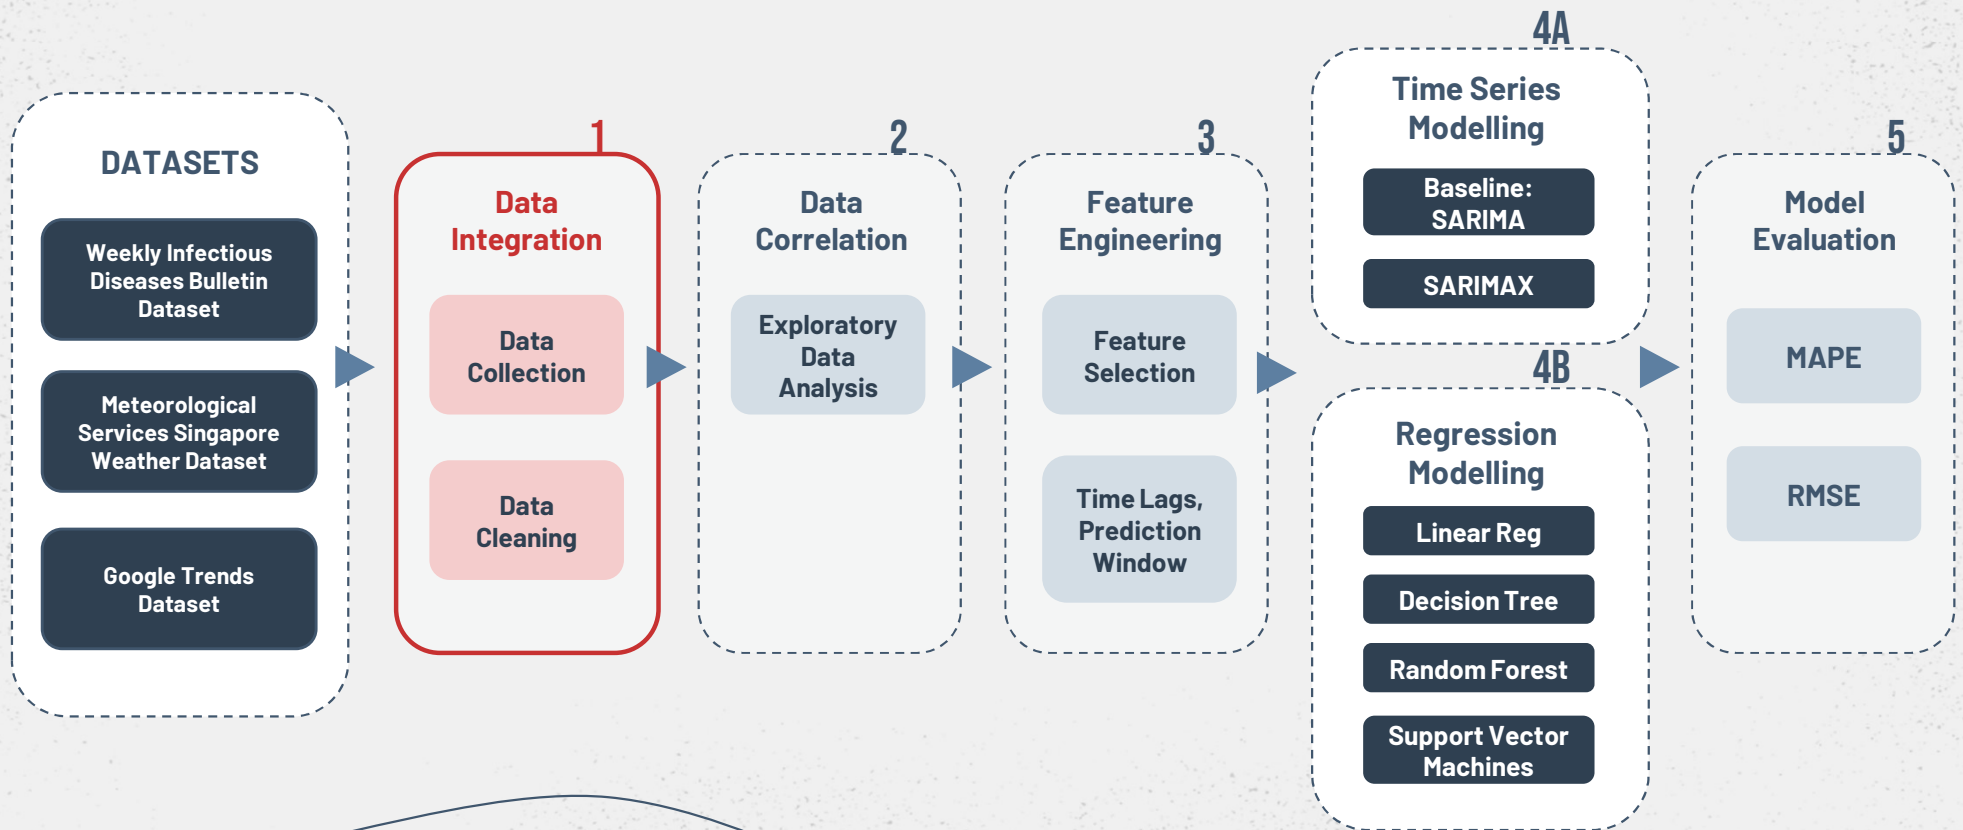 DATASETS
Weekly Infectious
Diseases Bulletin
Dataset
Meteorological
Services Singapore
Weather Dataset
Google Trends
Dataset
1
Data
Integration
Data
Collection
Data
Cleaning
2
Data
Correlation
Exploratory
Data
Analysis
3
Feature
Engineering
Feature
Selection
Time Lags,
Prediction
Window
4A
Time Series
Modelling
Baseline:
SARIMA
SARIMAX
4B
Regression
Modelling
Linear Reg
Decision Tree
Random Forest
Support Vector
Machines
5
Model
Evaluation
MAPE
RMSE